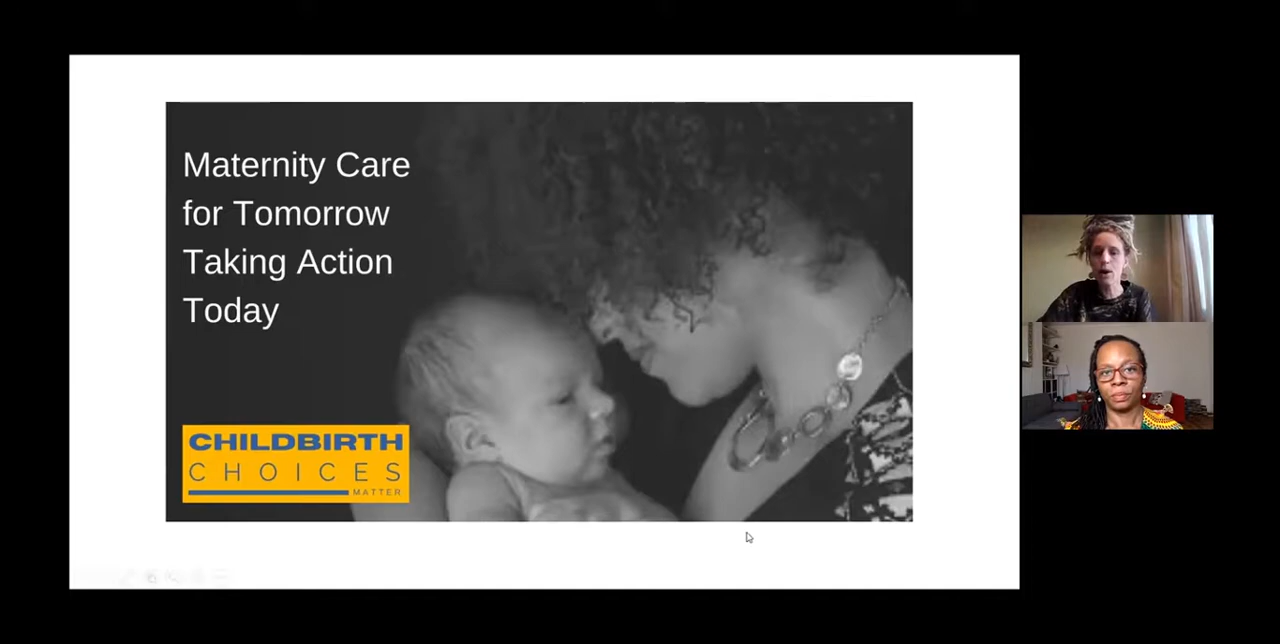 Maternity Care
for Tomorrow
Taking Action
Today
CHILDBIRTH
CHOICES
MATTER